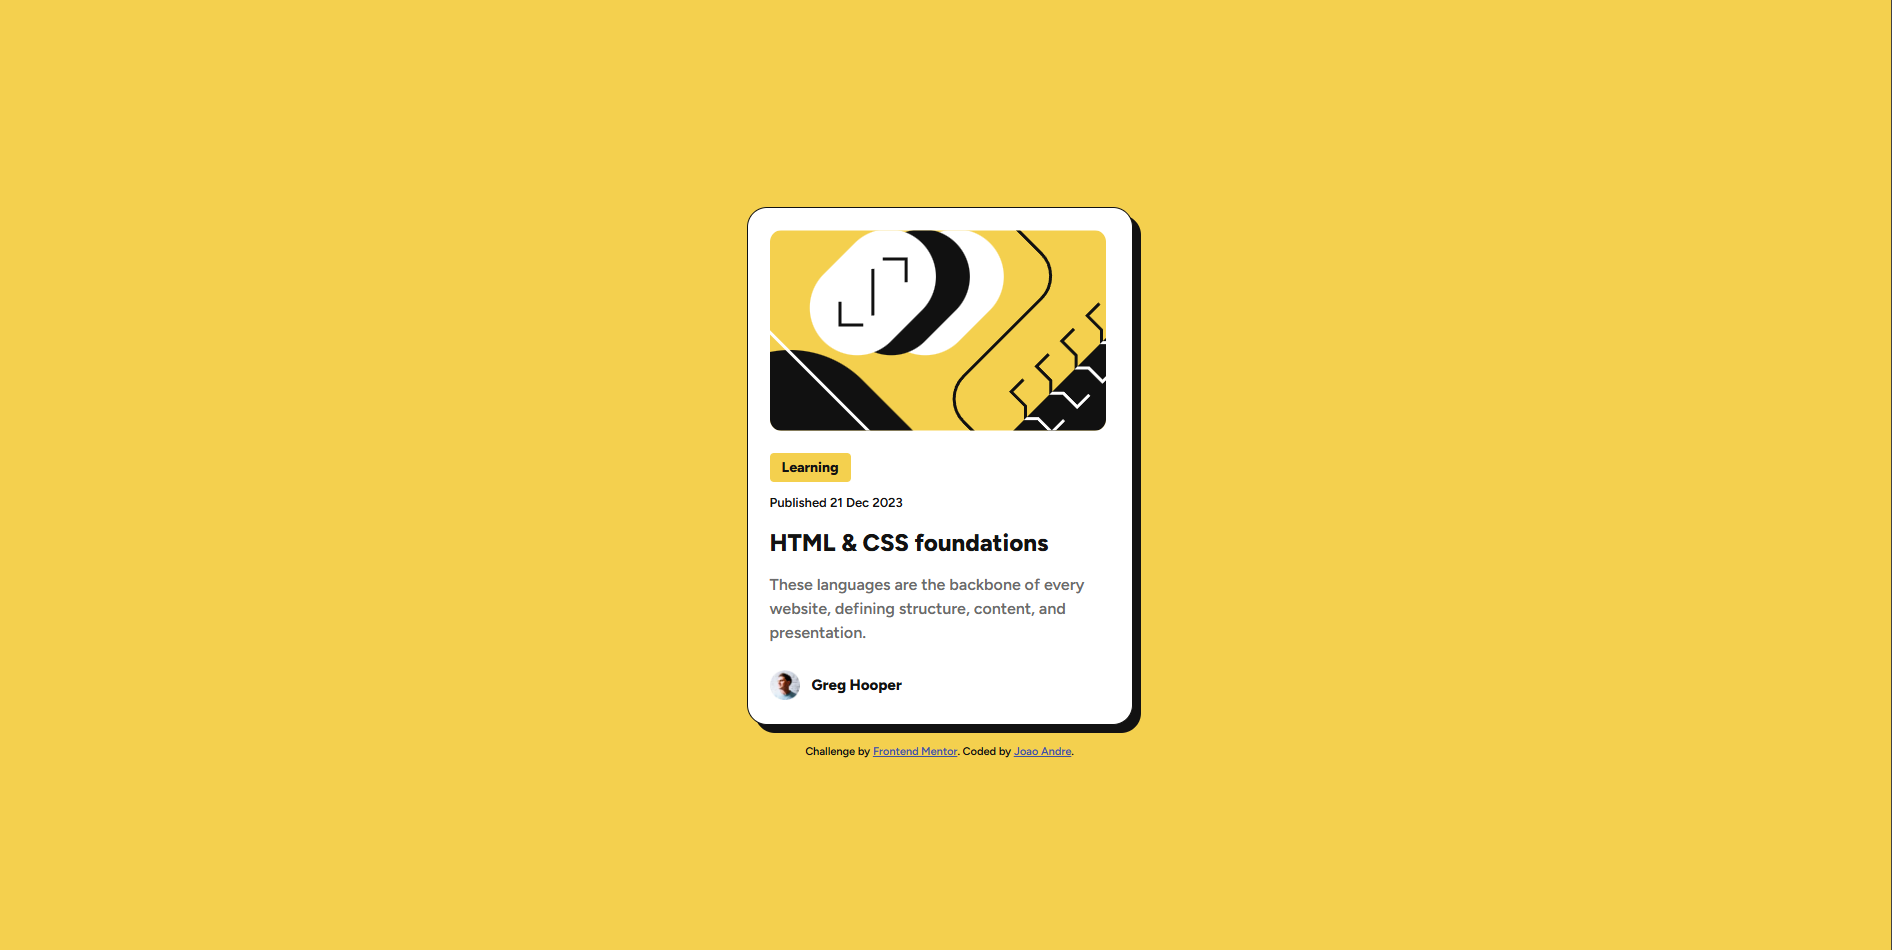 Learning
Published 21 Dec 2023
HTML & CSS foundations
These languages are the backbone of every
website, defining structure, content, and
presentation.
Greg Hooper
Challenge by Frontend Mentor. Coded by Joao Andre.